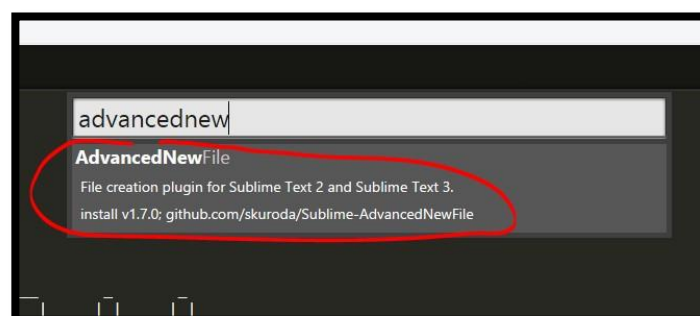 advancednew
AdvancedNewFile
File creation plugin for Sublime Text 2 and Sublime Text 3.
install v1.7.0; github.com/skuroda/Sublime-AdvancedNewFile